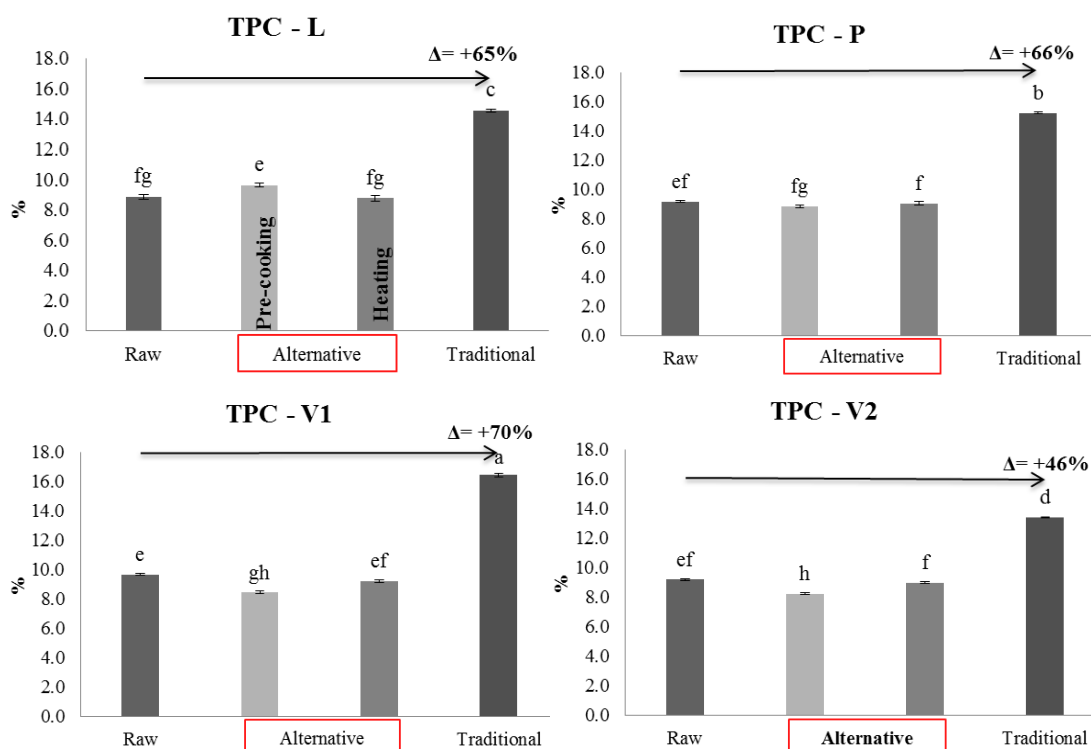 TPC - L
Δ= +65%
18.0
16.0
14.0
12.0
10.0
8.0
6.0
4.0
2.0
0.0
%
fg
e
fg
c
Pre-cooking
Heating
Raw
Alternative
Traditional
TPC - P
Δ= +66%
18.0
16.0
14.0
12.0
10.0
8.0
6.0
4.0
2.0
0.0
%
ef
fg
f
b
Raw
Alternative
Traditional
TPC - V1
Δ= +70%
18.0
16.0
14.0
12.0
10.0
8.0
6.0
4.0
2.0
0.0
%
e
gh
ef
a
Raw
Alternative
Traditional
TPC - V2
Δ= +46%
18.0
16.0
14.0
12.0
10.0
8.0
6.0
4.0
2.0
0.0
%
ef
h
f
d
Raw
Alternative
Traditional